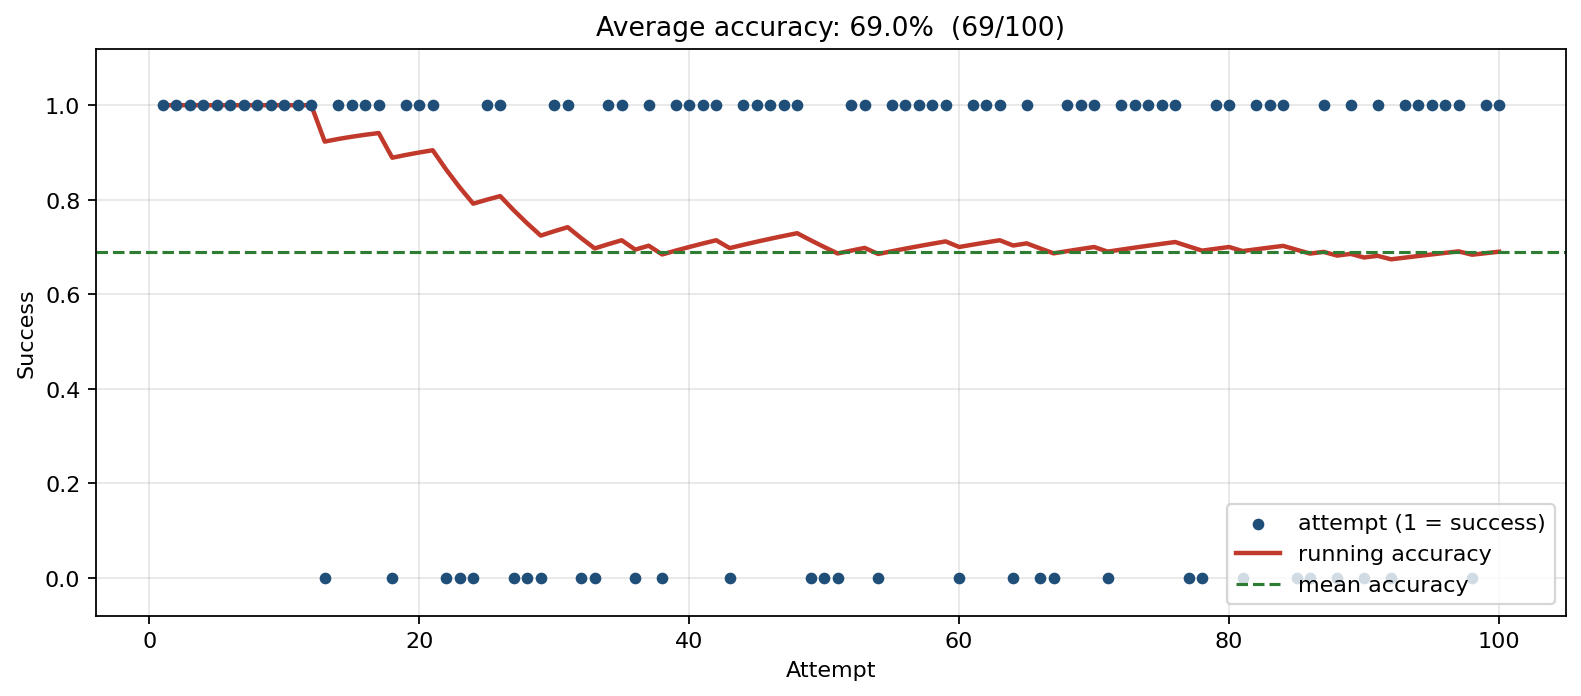 Average accuracy: 69.0%  (69/100)
1.0
0.8
0.6
0.4
0.2
0.0
Success
attempt (1 = success)
running accuracy
mean accuracy
0 20 40 60 80 100
Attempt